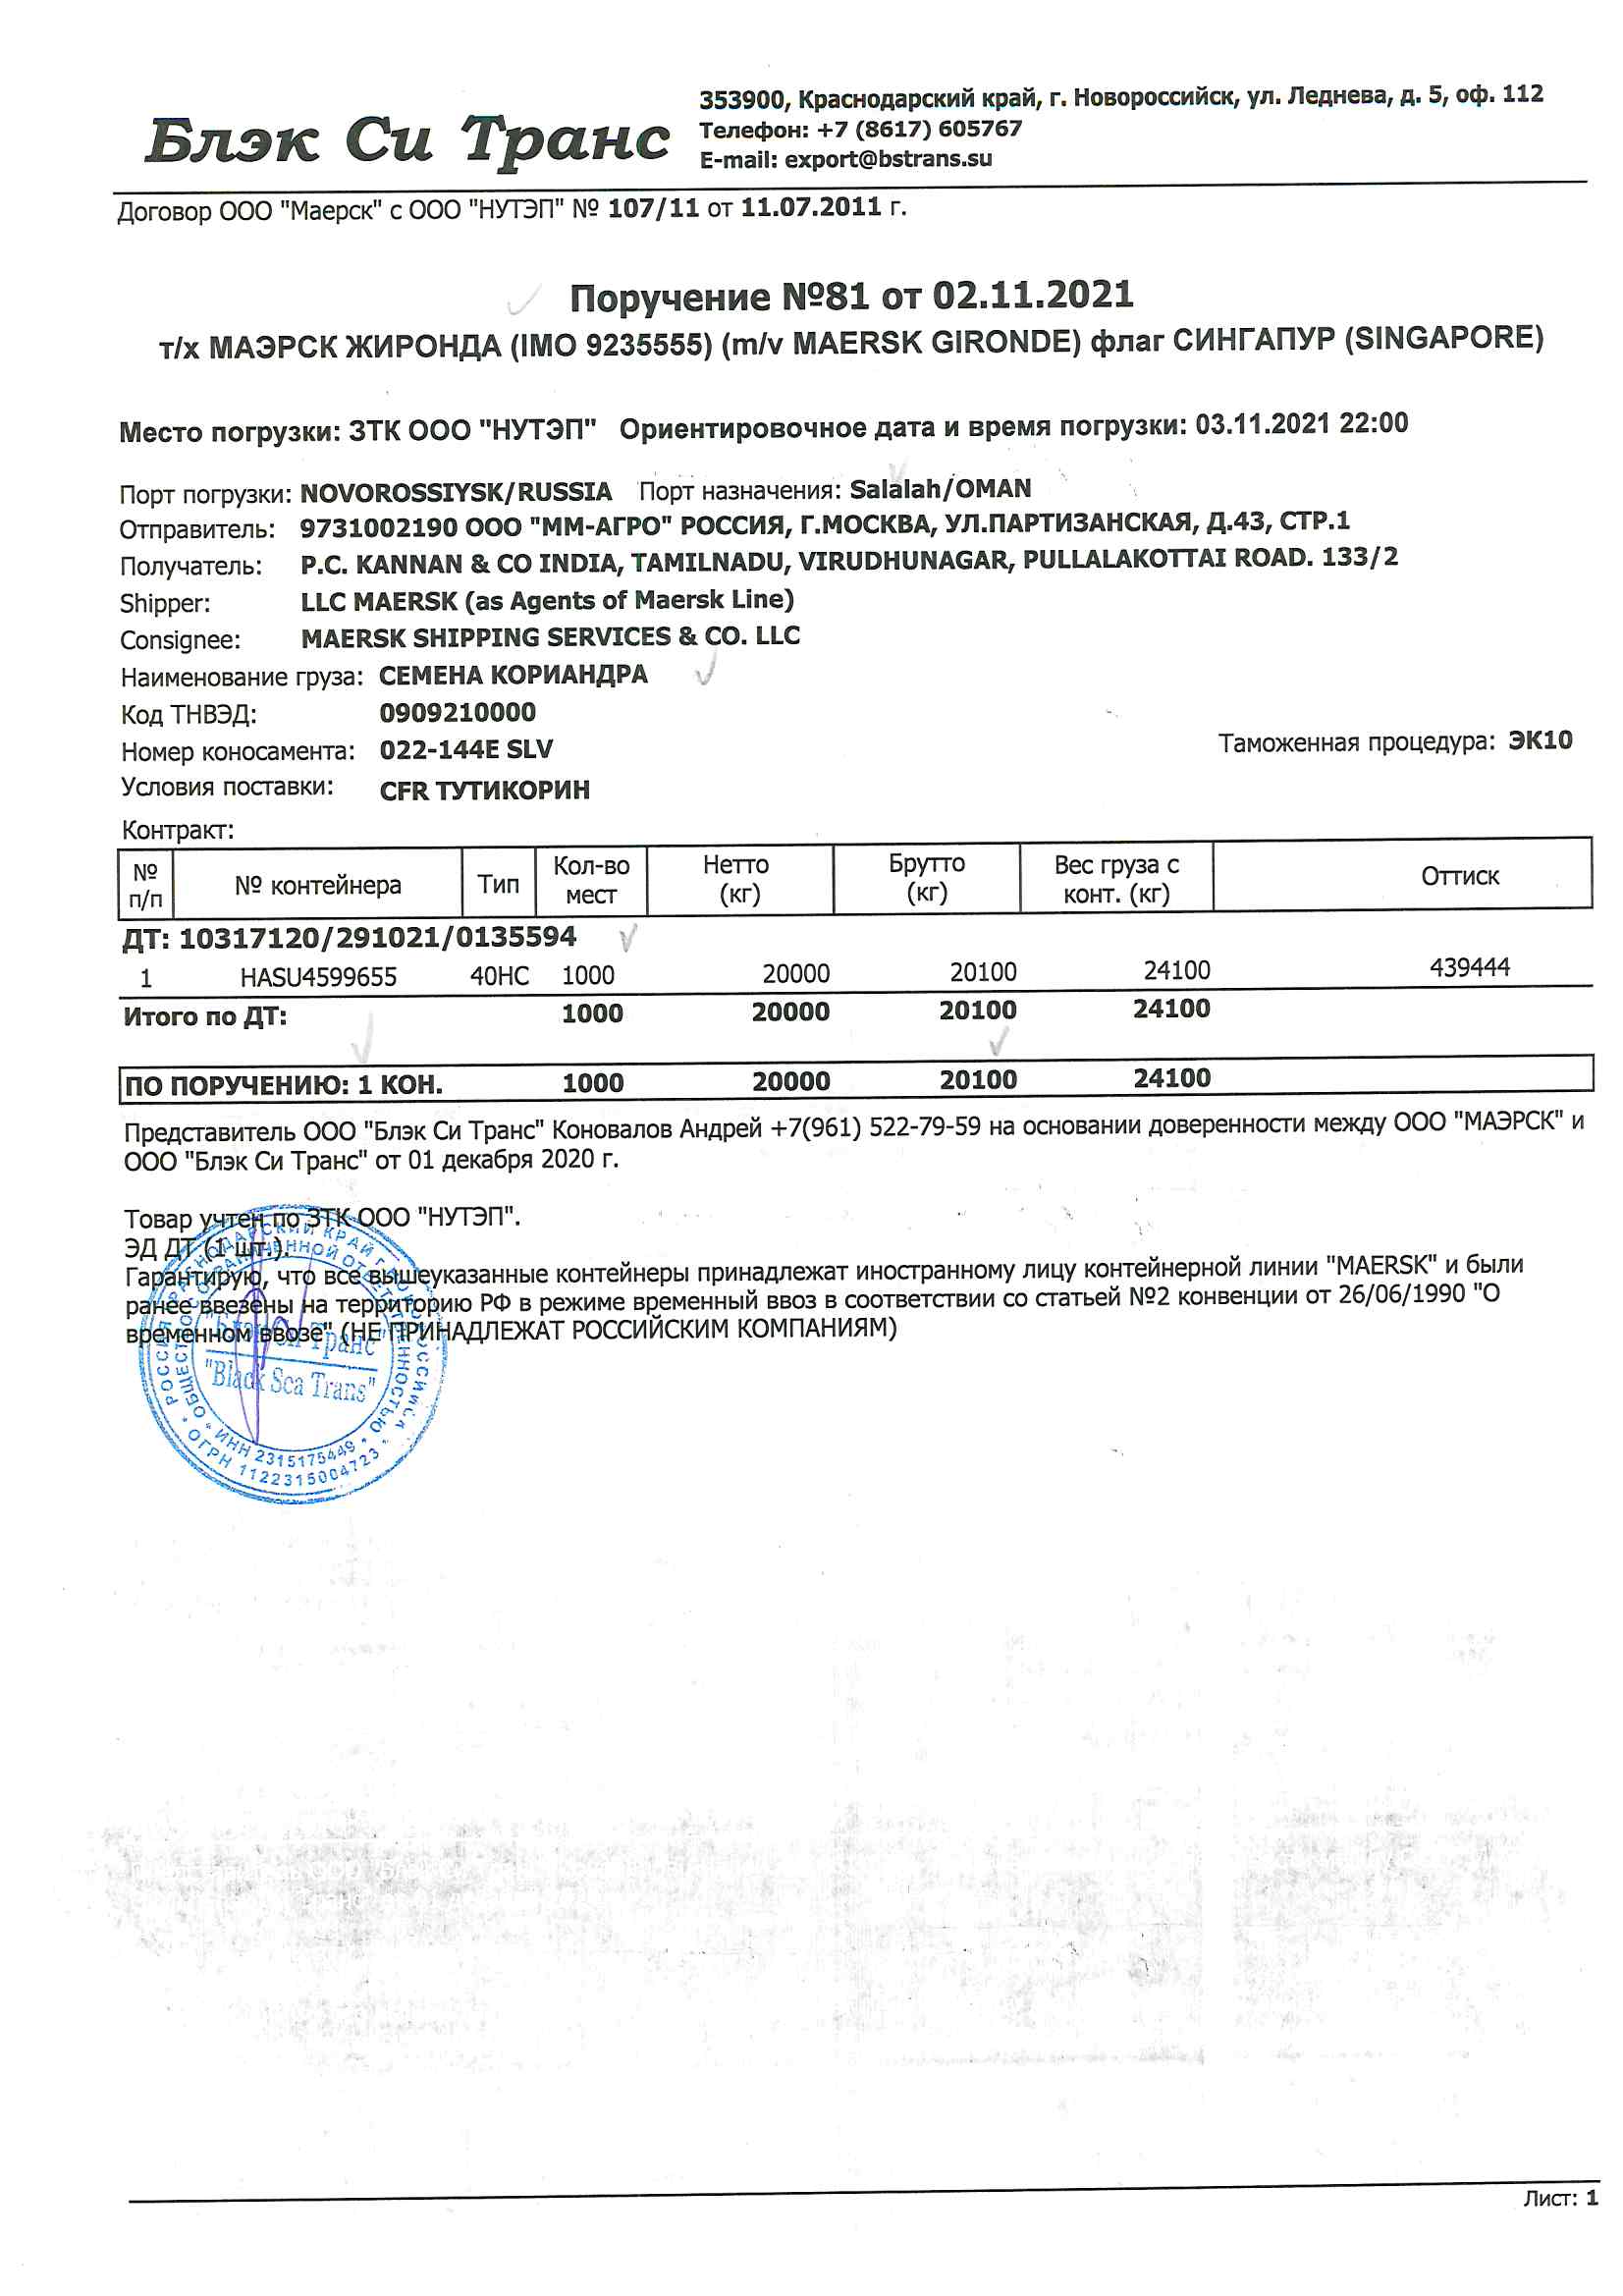 Блэк Си Транс
353900, Краснодарский край, г. Новороссийск, ул. Леднева, д. 5, оф. 112
Телефон: +7 (8617) 605767
E-mail: export@bstrans.su
Договор ООО "Маерск" с ООО "НУТЭП" № 107/11 от 11.07.2011 г.
Поручение №81 от 02.11.2021
т/х МАЭРСК ЖИРОНДА (IMO 9235555) (m/v MAERSK GIRONDE) флаг СИНГАПУР (SINGAPORE)
Место погрузки: ЗТК ООО "НУТЭП" Ориентировочное дата и время погрузки: 03.11.2021 22:00
Порт погрузки: NOVOROSSIYSK/RUSSIA Порт назначения: Salalah/OMAN
Отправитель: 9731002190 ООО "ММ-АГРО" РОССИЯ, Г.МОСКВА, УЛ.ПАРТИЗАНСКАЯ, Д.43, СТР.1
Получатель: P.C. KANNAN & CO INDIA, TAMILNADU, VIRUDHUNAGAR, PULLALAKOTTAI ROAD. 133/2
Shipper: LLC MAERSK (as Agents of Maersk Line)
Consignee: MAERSK SHIPPING SERVICES & CO. LLC
Наименование груза: СЕМЕНА КОРИАНДРА
Код ТНВЭД: 0909210000
Номер коносамента: 022-144E SLV Таможенная процедура: ЭК10
Условия поставки: CFR ТУТИКОРИН
Контракт:
№ п/п № контейнера Тип Кол-во мест Нетто (кг) Брутто (кг) Вес груза с конт. (кг) Оттиск
ДТ: 10317120/291021/0135594
1 HASU4599655 40HC 1000 20000 20100 24100 439444
Итого по ДТ: 1000 20000 20100 24100
ПО ПОРУЧЕНИЮ: 1 КОН. 1000 20000 20100 24100
Представитель ООО "Блэк Си Транс" Коновалов Андрей +7(961) 522-79-59 на основании доверенности между ООО "МАЭРСК" и
ООО "Блэк Си Транс" от 01 декабря 2020 г.
Товар учтен по ЗТК ООО "НУТЭП".
ЭД ДТ (1 шт.).
Гарантирую, что все вышеуказанные контейнеры принадлежат иностранному лицу контейнерной линии "MAERSK" и были
ранее ввезены на территорию РФ в режиме временный ввоз в соответствии со статьей №2 конвенции от 26/06/1990 "О
временном ввозе" (НЕ ПРИНАДЛЕЖАТ РОССИЙСКИМ КОМПАНИЯМ)
РОССИЯ КРАСНОДАРСКИЙ КРАЙ Г. НОВОРОССИЙСК
ОБЩЕСТВО С ОГРАНИЧЕННОЙ ОТВЕТСТВЕННОСТЬЮ
"Блэк Си Транс"
"Black Sea Trans"
ИНН 2315175449
ОГРН 1122315004723
Лист: 1